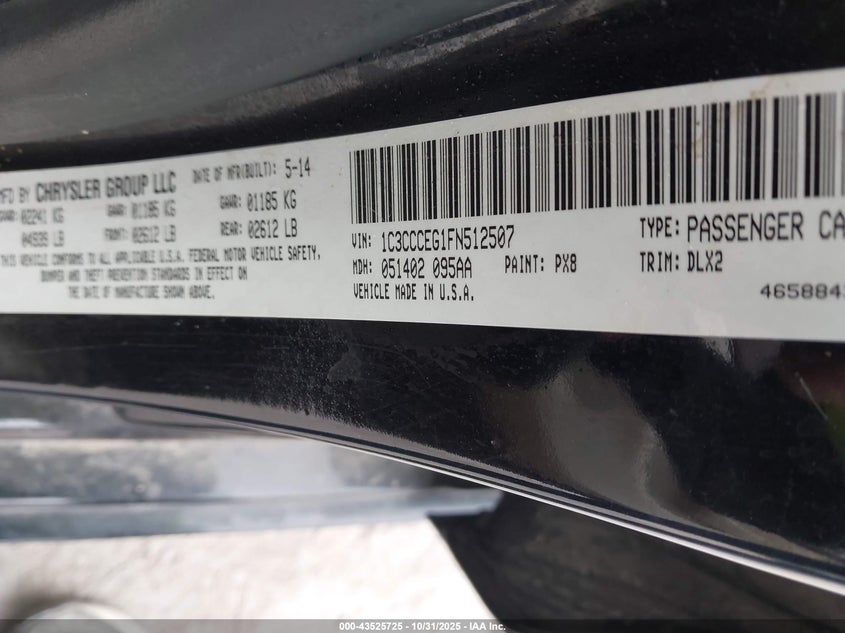 MFD BY CHRYSLER GROUP LLC DATE OF MFR(BUILT): 5-14
GAWR: 01185 KG GAWR: 01185 KG
04935 LB FRONT: 02612 LB REAR: 02612 LB
THIS VEHICLE CONFORMS TO ALL APPLICABLE U.S.A. FEDERAL MOTOR VEHICLE SAFETY,
BUMPER AND THEFT PREVENTION STANDARDS IN EFFECT ON
THE DATE OF MANUFACTURE SHOWN ABOVE.
VIN: 1C3CCCEG1FN512507 TYPE: PASSENGER CA
MDH: 051402 095AA PAINT: PX8 TRIM: DLX2
VEHICLE MADE IN U.S.A. 465884
000-43525725 - 10/31/2025 - IAA Inc.